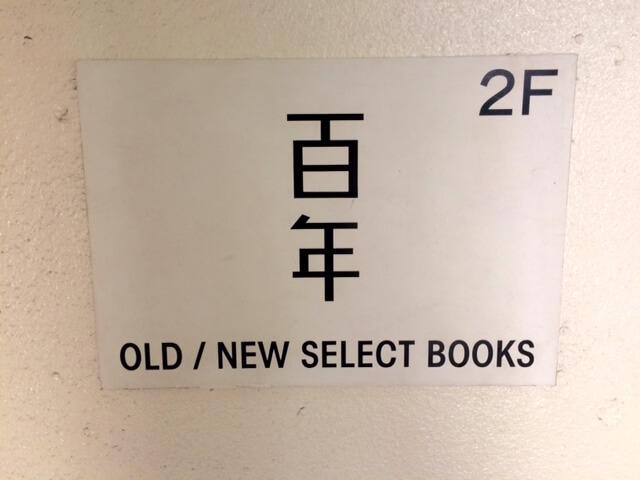 2F
百年
OLD / NEW SELECT BOOKS